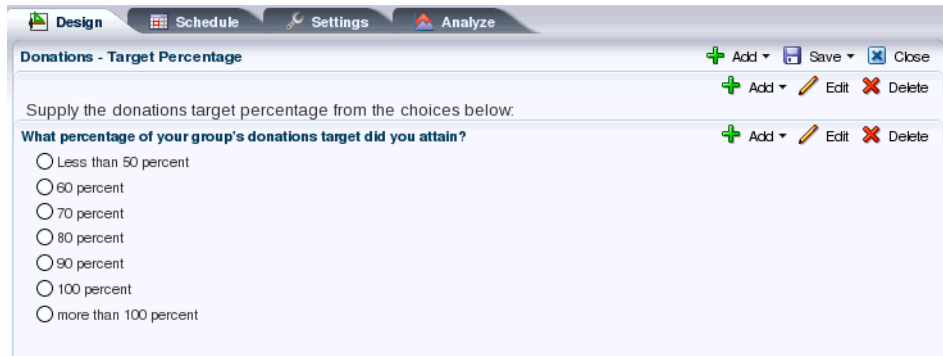 Design Schedule Settings Analyze
Donations - Target Percentage Add Save Close
Add Edit Delete
Supply the donations target percentage from the choices below:
What percentage of your group's donations target did you attain? Add Edit Delete
Less than 50 percent
60 percent
70 percent
80 percent
90 percent
100 percent
more than 100 percent